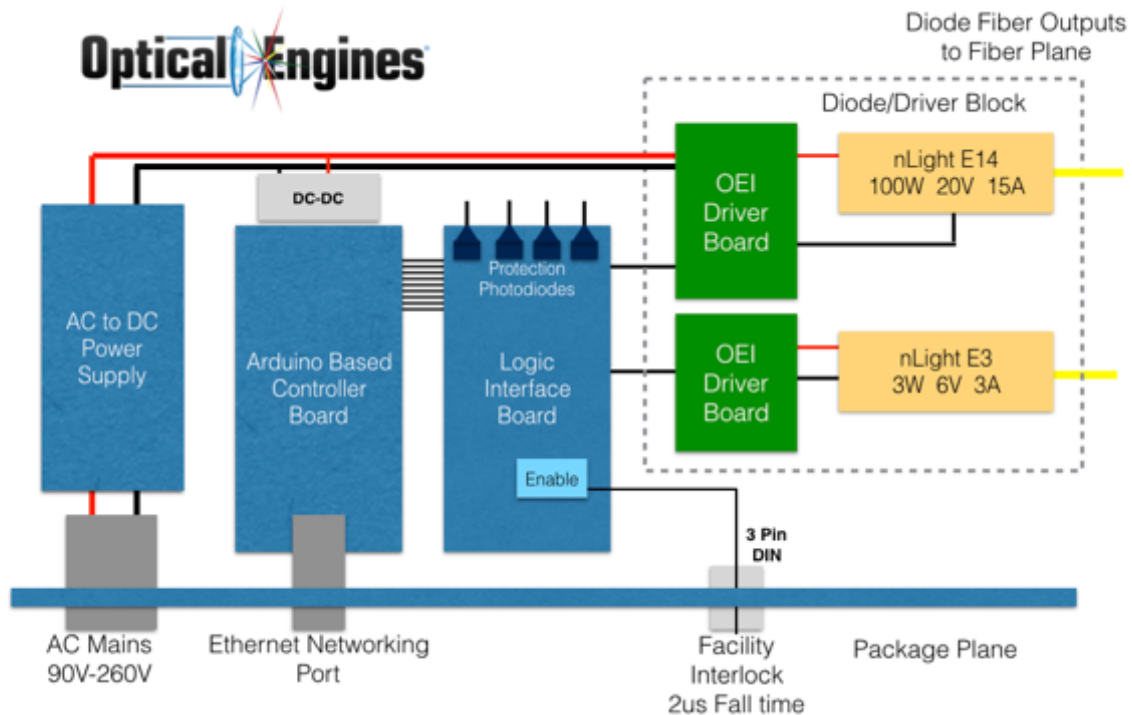 Optical Engines
Diode Fiber Outputs
to Fiber Plane
Diode/Driver Block
OEI
Driver
Board
nLight E14
100W 20V 15A
DC-DC
Protection
Photodiodes
AC to DC
Power
Supply
Arduino Based
Controller
Board
Logic
Interface
Board
OEI
Driver
Board
nLight E3
3W 6V 3A
Enable
3 Pin
DIN
AC Mains
90V-260V
Ethernet Networking
Port
Facility
Interlock
2us Fall time
Package Plane